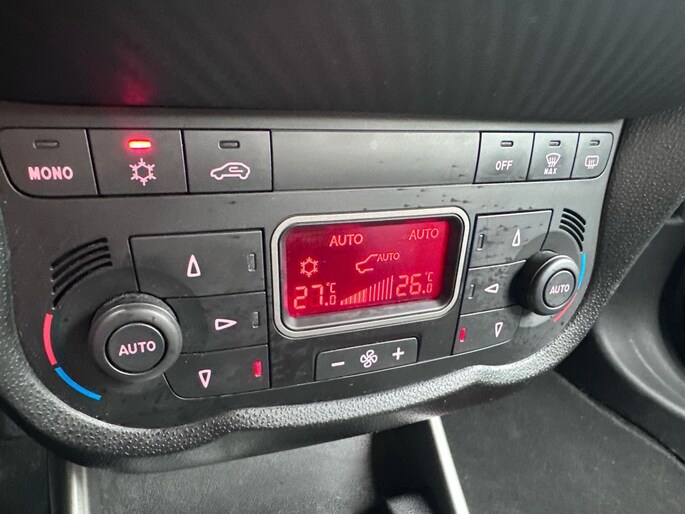 MONO
OFF
MAX
AUTO AUTO
AUTO
27.0 °C 26.0 °C
AUTO
AUTO
- +